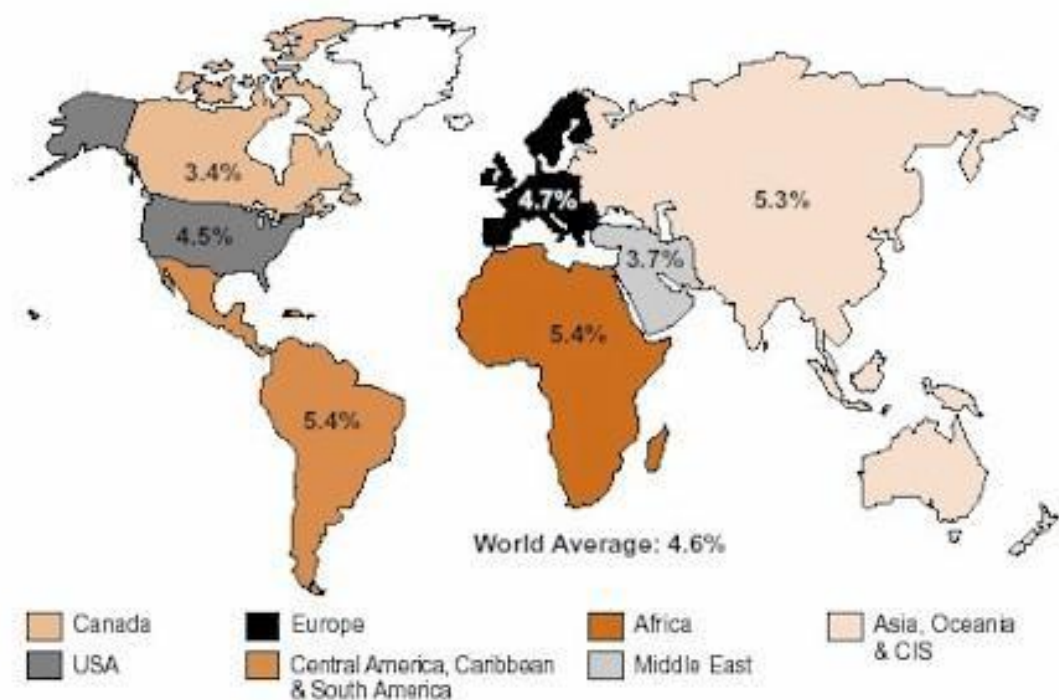 3.4%
4.5%
4.7%
5.3%
3.7%
5.4%
5.4%
World Average: 4.6%
Canada
Europe
Africa
Asia, Oceania
& CIS
USA
Central America, Caribbean
& South America
Middle East